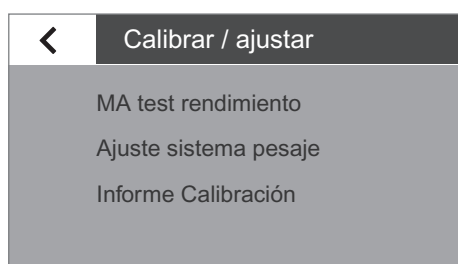 Calibrar / ajustar
MA test rendimiento
Ajuste sistema pesaje
Informe Calibración